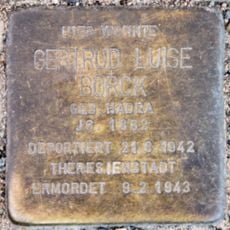 HIER WOHNTE
GERTRUD LUISE
BORCK
GEB. HADRA
JG. 1882
DEPORTIERT 21.8.1942
THERESIENSTADT
ERMORDET 9.2.1943